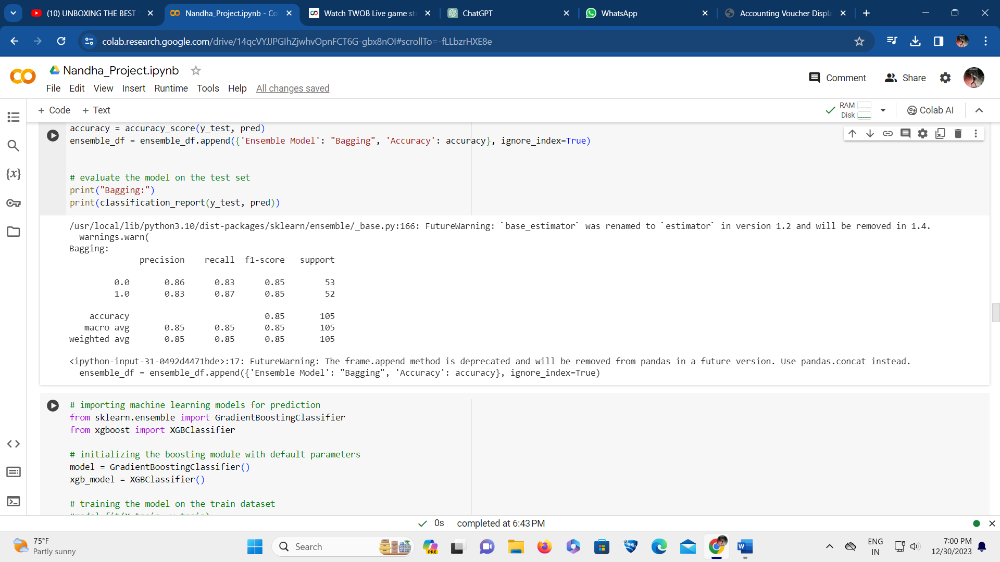 (10) UNBOXING THE BEST
Nandha_Project.ipynb - Co
Watch TWOB Live game st
ChatGPT
WhatsApp
Accounting Voucher Displa
colab.research.google.com/drive/14qcVYJJPGIhZjwhvOpnFCT6G-gbx8nOI#scrollTo=-fLLbzrHXE8e
CO
Nandha_Project.ipynb
Comment
Share
File Edit View Insert Runtime Tools Help All changes saved
+ Code + Text
RAM
Disk
Colab AI
accuracy = accuracy_score(y_test, pred)
ensemble_df = ensemble_df.append({'Ensemble Model': "Bagging", 'Accuracy': accuracy}, ignore_index=True)
{x}
# evaluate the model on the test set
print("Bagging:")
print(classification_report(y_test, pred))
/usr/local/lib/python3.10/dist-packages/sklearn/ensemble/_base.py:166: FutureWarning: `base_estimator` was renamed to `estimator` in version 1.2 and will be removed in 1.4.
warnings.warn(
Bagging:
precision recall f1-score support
0.0 0.86 0.83 0.85 53
1.0 0.83 0.87 0.85 52
accuracy 0.85 105
macro avg 0.85 0.85 0.85 105
weighted avg 0.85 0.85 0.85 105
<ipython-input-31-0492d4471bde>:17: FutureWarning: The frame.append method is deprecated and will be removed from pandas in a future version. Use pandas.concat instead.
ensemble_df = ensemble_df.append({'Ensemble Model': "Bagging", 'Accuracy': accuracy}, ignore_index=True)
# importing machine learning models for prediction
from sklearn.ensemble import GradientBoostingClassifier
from xgboost import XGBClassifier
# initializing the boosting module with default parameters
model = GradientBoostingClassifier()
xgb_model = XGBClassifier()
# training the model on the train dataset
#model.fit(X_train, y_train)
0s completed at 6:43 PM
75°F
Partly sunny
Search
PRE
W
ENG
IN
7:00 PM
12/30/2023